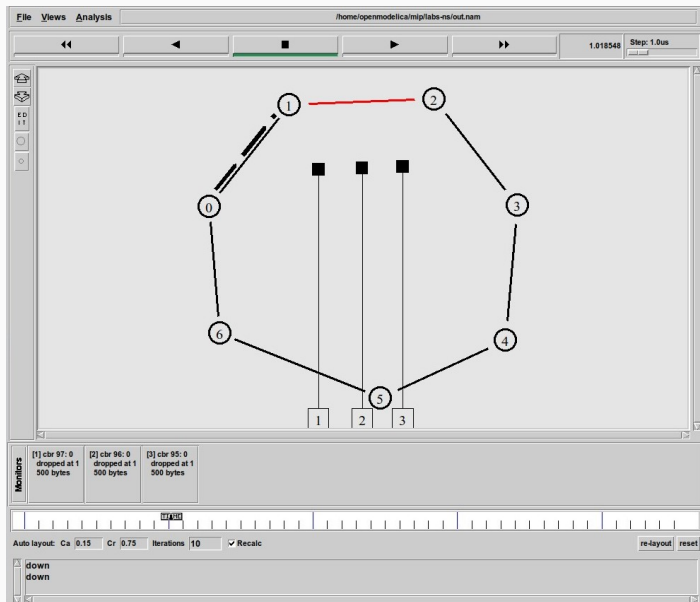 File Views Analysis /home/openmodelica/mip/labs-ns/out.nam
1.018548 Step: 1.0us
E D
I T
1 2
0 3
6 4
5
1 2 3
Monitors
[1] cbr 97: 0
dropped at 1
500 bytes
[2] cbr 96: 0
dropped at 1
500 bytes
[3] cbr 95: 0
dropped at 1
500 bytes
TIME
Auto layout: Ca 0.15 Cr 0.75 Iterations 10 Recalc re-layout reset
down
down